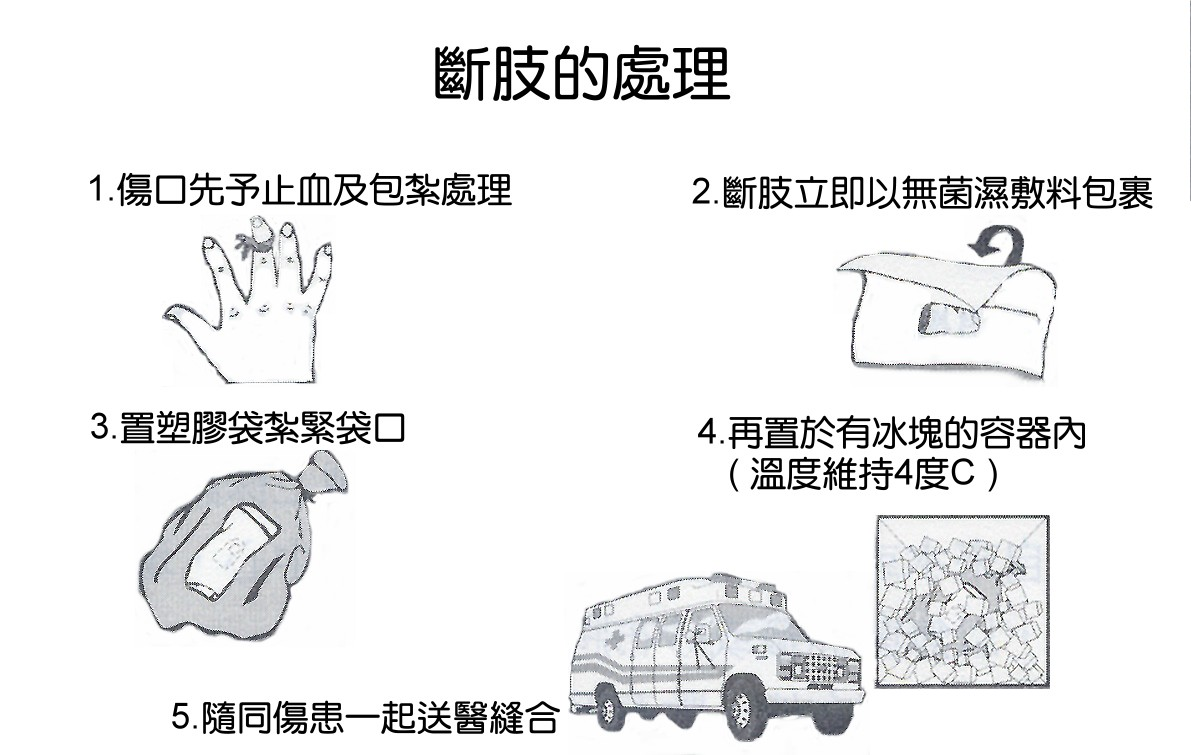 斷肢的處理
1.傷口先予止血及包紮處理
2.斷肢立即以無菌濕敷料包裹
3.置塑膠袋紮緊袋口
4.再置於有冰塊的容器內
（溫度維持4度C）
5.隨同傷患一起送醫縫合